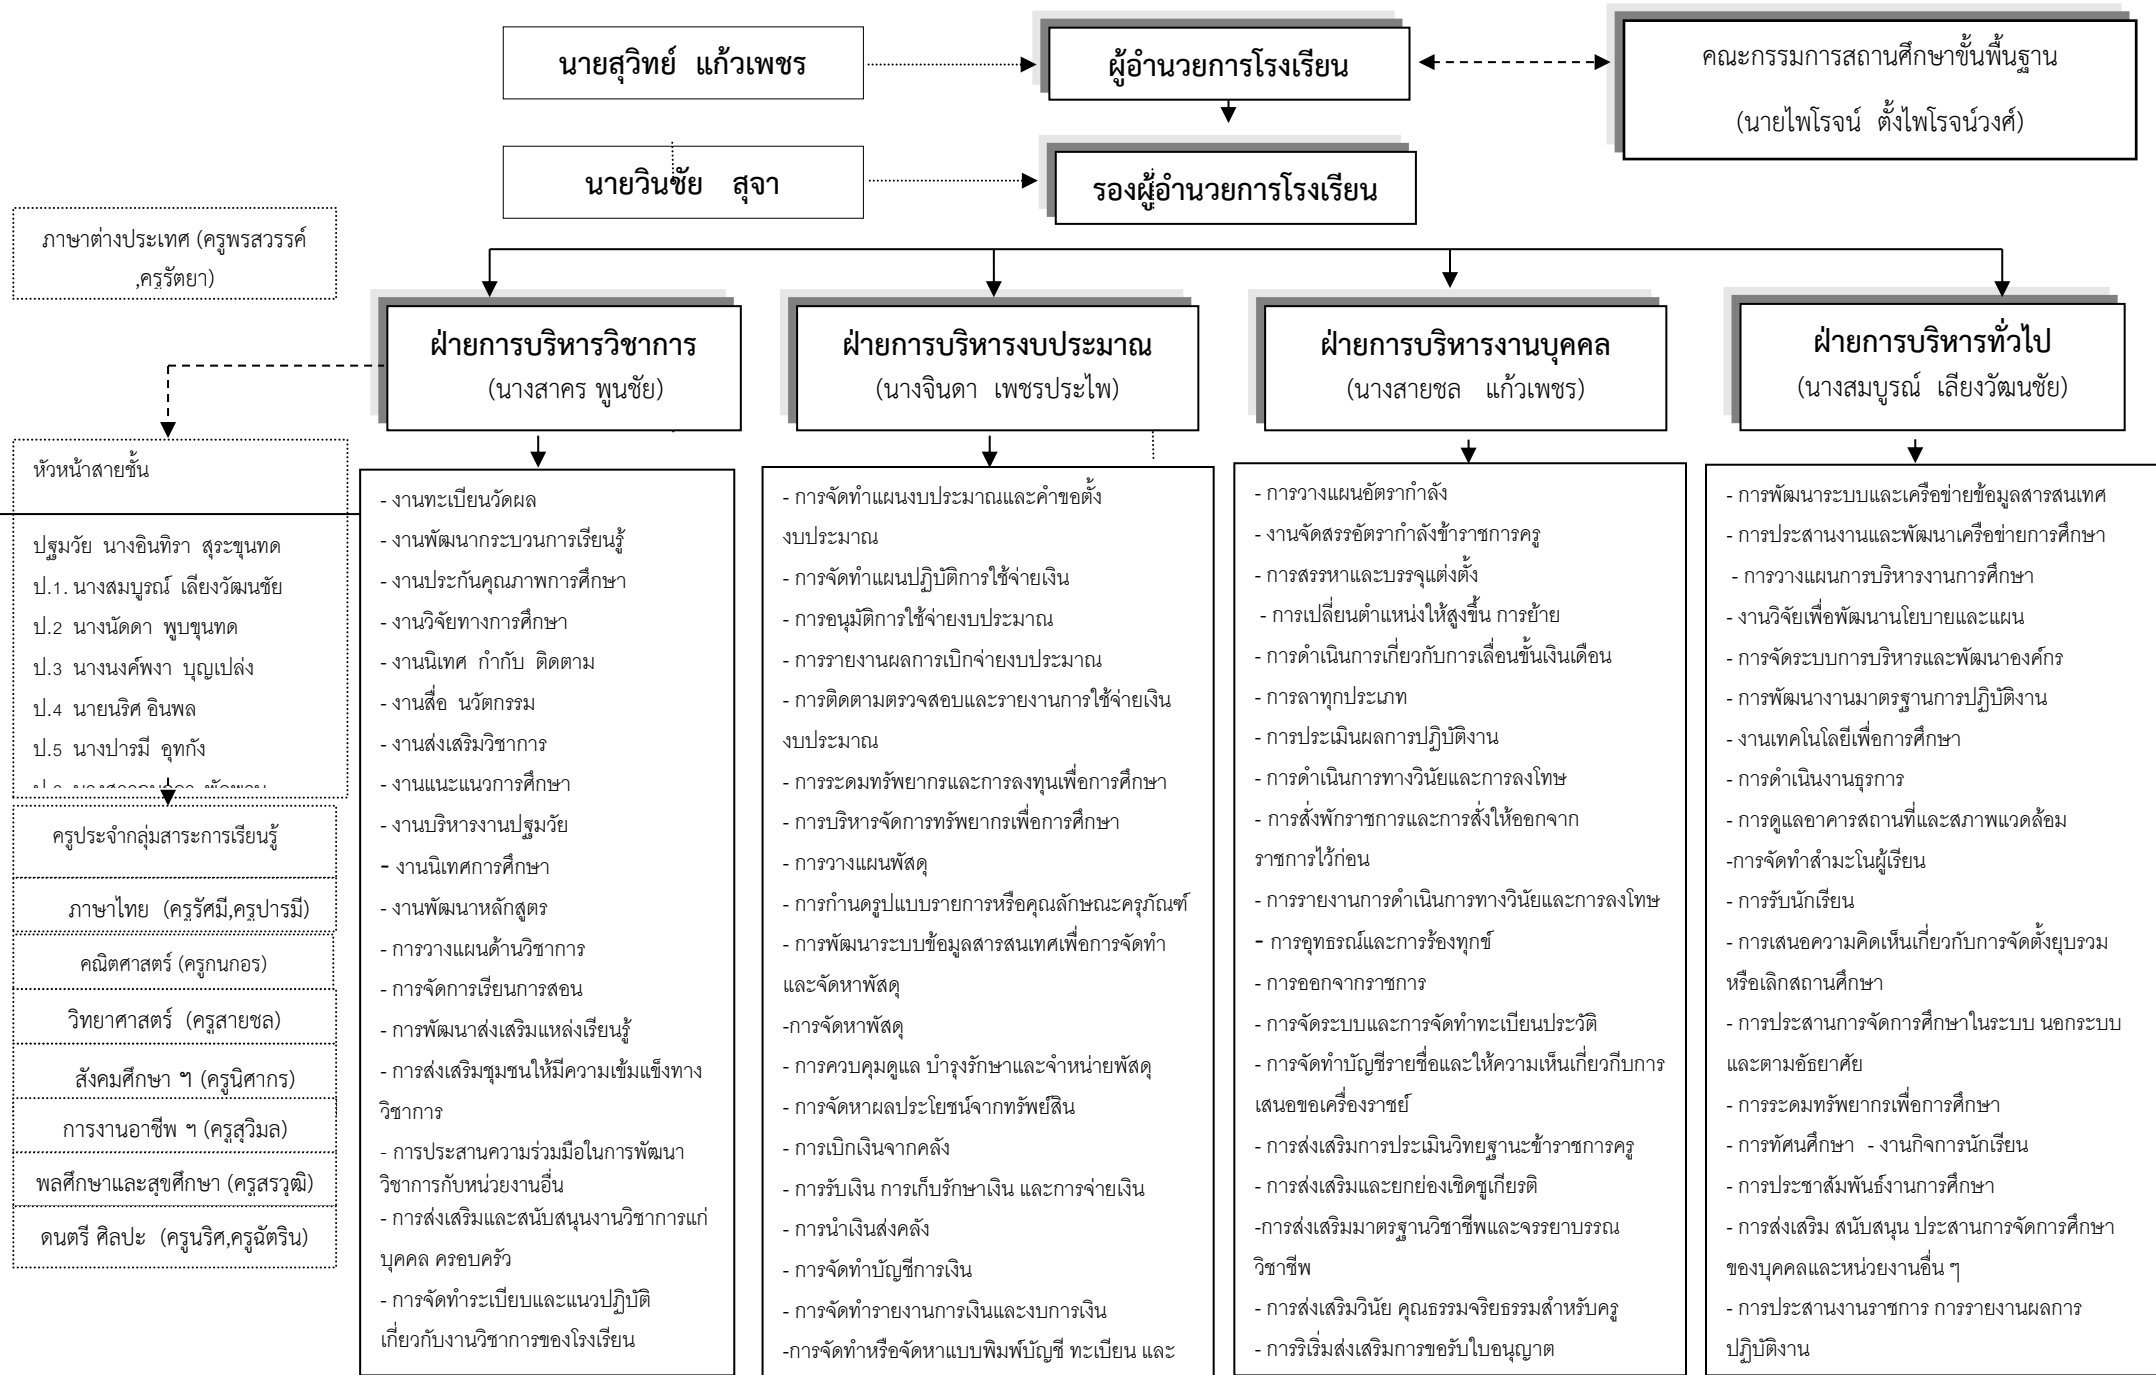 นายสุวิทย์ แก้วเพชร
ผู้อำนวยการโรงเรียน
คณะกรรมการสถานศึกษาขั้นพื้นฐาน
(นายไพโรจน์ ตั้งไพโรจน์วงศ์)
นายวินชัย สุจา
รองผู้อำนวยการโรงเรียน
ภาษาต่างประเทศ (ครูพรสวรรค์
,ครูรัตยา)
ฝ่ายการบริหารวิชาการ
(นางสาคร พูนชัย)
ฝ่ายการบริหารงบประมาณ
(นางจินดา เพชรประไพ)
ฝ่ายการบริหารงานบุคคล
(นางสายชล แก้วเพชร)
ฝ่ายการบริหารทั่วไป
(นางสมบูรณ์ เลียงวัฒนชัย)
หัวหน้าสายชั้น
ปฐมวัย นางอินทิรา สุระขุนทด
ป.1. นางสมบูรณ์ เลียงวัฒนชัย
ป.2 นางนัดดา พูบขุนทด
ป.3 นางนงค์พงา บุญเปล่ง
ป.4 นายนริศ อินพล
ป.5 นางปารมี อุทกัง
ครูประจำกลุ่มสาระการเรียนรู้
ภาษาไทย (ครูรัศมี,ครูปารมี)
คณิตศาสตร์ (ครูกนกอร)
วิทยาศาสตร์ (ครูสายชล)
สังคมศึกษา ฯ (ครูนิศากร)
การงานอาชีพ ฯ (ครูสุวิมล)
พลศึกษาและสุขศึกษา (ครูสรวุฒิ)
ดนตรี ศิลปะ (ครูนริศ,ครูฉัตริน)
- งานทะเบียนวัดผล
- งานพัฒนากระบวนการเรียนรู้
- งานประกันคุณภาพการศึกษา
- งานวิจัยทางการศึกษา
- งานนิเทศ กำกับ ติดตาม
- งานสื่อ นวัตกรรม
- งานส่งเสริมวิชาการ
- งานแนะแนวการศึกษา
- งานบริหารงานปฐมวัย
- งานนิเทศการศึกษา
- งานพัฒนาหลักสูตร
- การวางแผนด้านวิชาการ
- การจัดการเรียนการสอน
- การพัฒนาส่งเสริมแหล่งเรียนรู้
- การส่งเสริมชุมชนให้มีความเข้มแข็งทาง
วิชาการ
- การประสานความร่วมมือในการพัฒนา
วิชาการกับหน่วยงานอื่น
- การส่งเสริมและสนับสนุนงานวิชาการแก่
บุคคล ครอบครัว
- การจัดทำระเบียบและแนวปฏิบัติ
เกี่ยวกับงานวิชาการของโรงเรียน
- การจัดทำแผนงบประมาณและคำขอตั้ง
งบประมาณ
- การจัดทำแผนปฏิบัติการใช้จ่ายเงิน
- การอนุมัติการใช้จ่ายงบประมาณ
- การรายงานผลการเบิกจ่ายงบประมาณ
- การติดตามตรวจสอบและรายงานการใช้จ่ายเงิน
งบประมาณ
- การระดมทรัพยากรและการลงทุนเพื่อการศึกษา
- การบริหารจัดการทรัพยากรเพื่อการศึกษา
- การวางแผนพัสดุ
- การกำนดรูปแบบรายการหรือคุณลักษณะครุภัณฑ์
- การพัฒนาระบบข้อมูลสารสนเทศเพื่อการจัดทำ
และจัดหาพัสดุ
-การจัดหาพัสดุ
- การควบคุมดูแล บำรุงรักษาและจำหน่ายพัสดุ
- การจัดหาผลประโยชน์จากทรัพย์สิน
- การเบิกเงินจากคลัง
- การรับเงิน การเก็บรักษาเงิน และการจ่ายเงิน
- การนำเงินส่งคลัง
- การจัดทำบัญชีการเงิน
- การจัดทำรายงานการเงินและงบการเงิน
-การจัดทำหรือจัดหาแบบพิมพ์บัญชี ทะเบียน และ
- การวางแผนอัตรากำลัง
- งานจัดสรรอัตรากำลังข้าราชการครู
- การสรรหาและบรรจุแต่งตั้ง
- การเปลี่ยนตำแหน่งให้สูงขึ้น การย้าย
- การดำเนินการเกี่ยวกับการเลื่อนขั้นเงินเดือน
- การลาทุกประเภท
- การประเมินผลการปฏิบัติงาน
- การดำเนินการทางวินัยและการลงโทษ
- การสั่งพักราชการและการสั่งให้ออกจาก
ราชการไว้ก่อน
- การรายงานการดำเนินการทางวินัยและการลงโทษ
- การอุทธรณ์และการร้องทุกข์
- การออกจากราชการ
- การจัดระบบและการจัดทำทะเบียนประวัติ
- การจัดทำบัญชีรายชื่อและให้ความเห็นเกี่ยวกีบการ
เสนอขอเครื่องราชย์
- การส่งเสริมการประเมินวิทยฐานะข้าราชการครู
- การส่งเสริมและยกย่องเชิดชูเกียรติ
-การส่งเสริมมาตรฐานวิชาชีพและจรรยาบรรณ
วิชาชีพ
- การส่งเสริมวินัย คุณธรรมจริยธรรมสำหรับครู
- การริเริ่มส่งเสริมการขอรับใบอนุญาต
- การพัฒนาระบบและเครือข่ายข้อมูลสารสนเทศ
- การประสานงานและพัฒนาเครือข่ายการศึกษา
- การวางแผนการบริหารงานการศึกษา
- งานวิจัยเพื่อพัฒนานโยบายและแผน
- การจัดระบบการบริหารและพัฒนาองค์กร
- การพัฒนางานมาตรฐานการปฏิบัติงาน
- งานเทคโนโลยีเพื่อการศึกษา
- การดำเนินงานธุรการ
- การดูแลอาคารสถานที่และสภาพแวดล้อม
-การจัดทำสำมะโนผู้เรียน
- การรับนักเรียน
- การเสนอความคิดเห็นเกี่ยวกับการจัดตั้งยุบรวม
หรือเลิกสถานศึกษา
- การประสานการจัดการศึกษาในระบบ นอกระบบ
และตามอัธยาศัย
- การระดมทรัพยากรเพื่อการศึกษา
- การทัศนศึกษา - งานกิจการนักเรียน
- การประชาสัมพันธ์งานการศึกษา
- การส่งเสริม สนับสนุน ประสานการจัดการศึกษา
ของบุคคลและหน่วยงานอื่น ๆ
- การประสานงานราชการ การรายงานผลการ
ปฏิบัติงาน